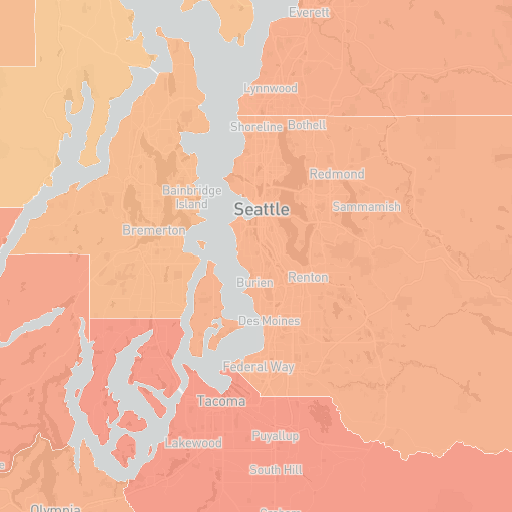 Everett
Lynnwood
Shoreline
Bothell
Redmond
Bainbridge
Island
Sammamish
Seattle
Bremerton
Renton
Burien
Des Moines
Federal Way
Tacoma
Puyallup
Lakewood
South Hill
Olympia